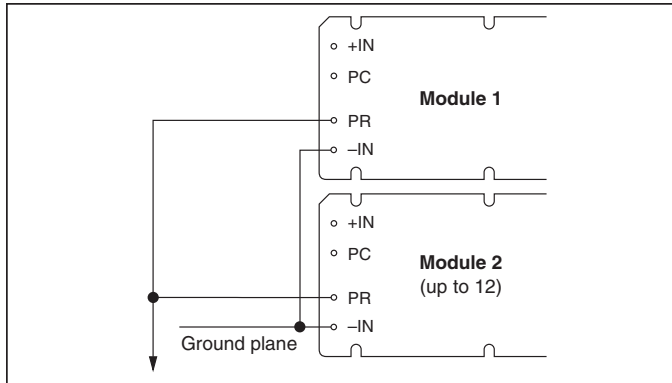 +IN
PC
Module 1
PR
–IN
+IN
PC
Module 2
(up to 12)
PR
–IN
Ground plane